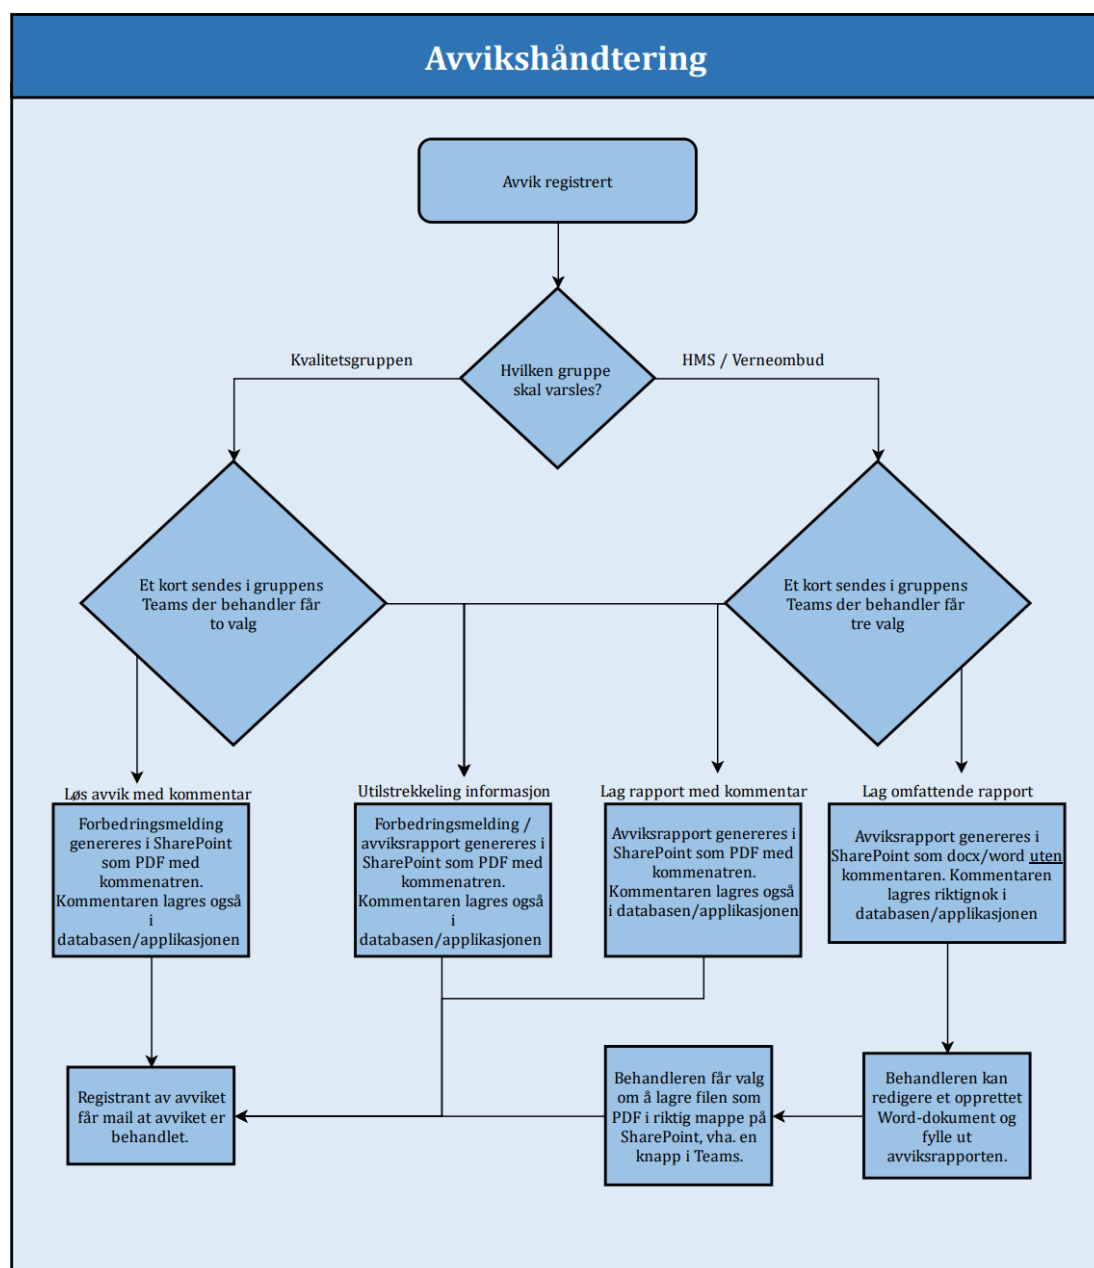 Avvikshåndtering
Avvik registrert
Kvalitetsgruppen
HMS / Verneombud
Hvilken gruppe
skal varsles?
Et kort sendes i gruppens
Teams der behandler får
to valg
Et kort sendes i gruppens
Teams der behandler får
tre valg
Løs avvik med kommentar
Forbedringsmelding
genereres i SharePoint
som PDF med
kommenatren.
Kommentaren lagres også
i
databasen/applikasjonen
Utilstrekkeling informasjon
Forbedringsmelding /
avviksrapport genereres i
SharePoint som PDF med
kommenatren.
Kommentaren lagres også
i
databasen/applikasjonen
Lag rapport med kommentar
Avviksrapport genereres i
SharePoint som PDF med
kommenatren.
Kommentaren lagres også
i databasen/applikasjonen
Lag omfattende rapport
Avviksrapport genereres i
SharePoint som docx/word uten
kommentaren. Kommentaren
lagres riktignok i
databasen/applikasjonen
Registrant av avviket
får mail at avviket er
behandlet.
Behandleren får valg
om å lagre filen som
PDF i riktig mappe på
SharePoint, vha. en
knapp i Teams.
Behandleren kan
redigere et opprettet
Word-dokument og
fylle ut
avviksrapporten.